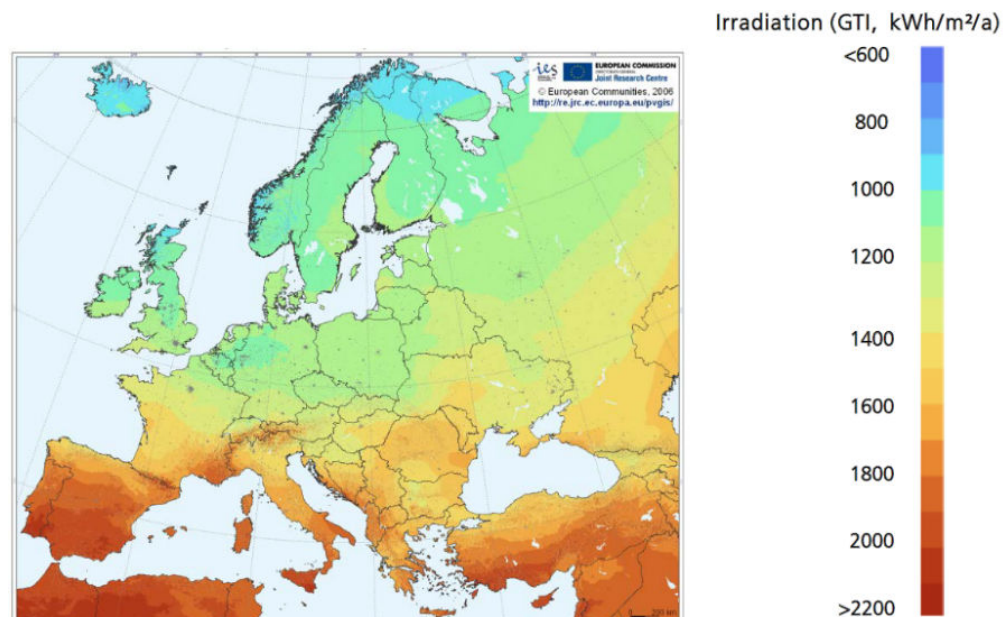 Irradiation (GTI, kWh/m²/a)
<600
800
1000
1200
1400
1600
1800
2000
>2200
ies
EUROPEAN COMMISSION
Joint Research Centre
© European Communities, 2006
http://re.jrc.ec.europa.eu/pvgis/